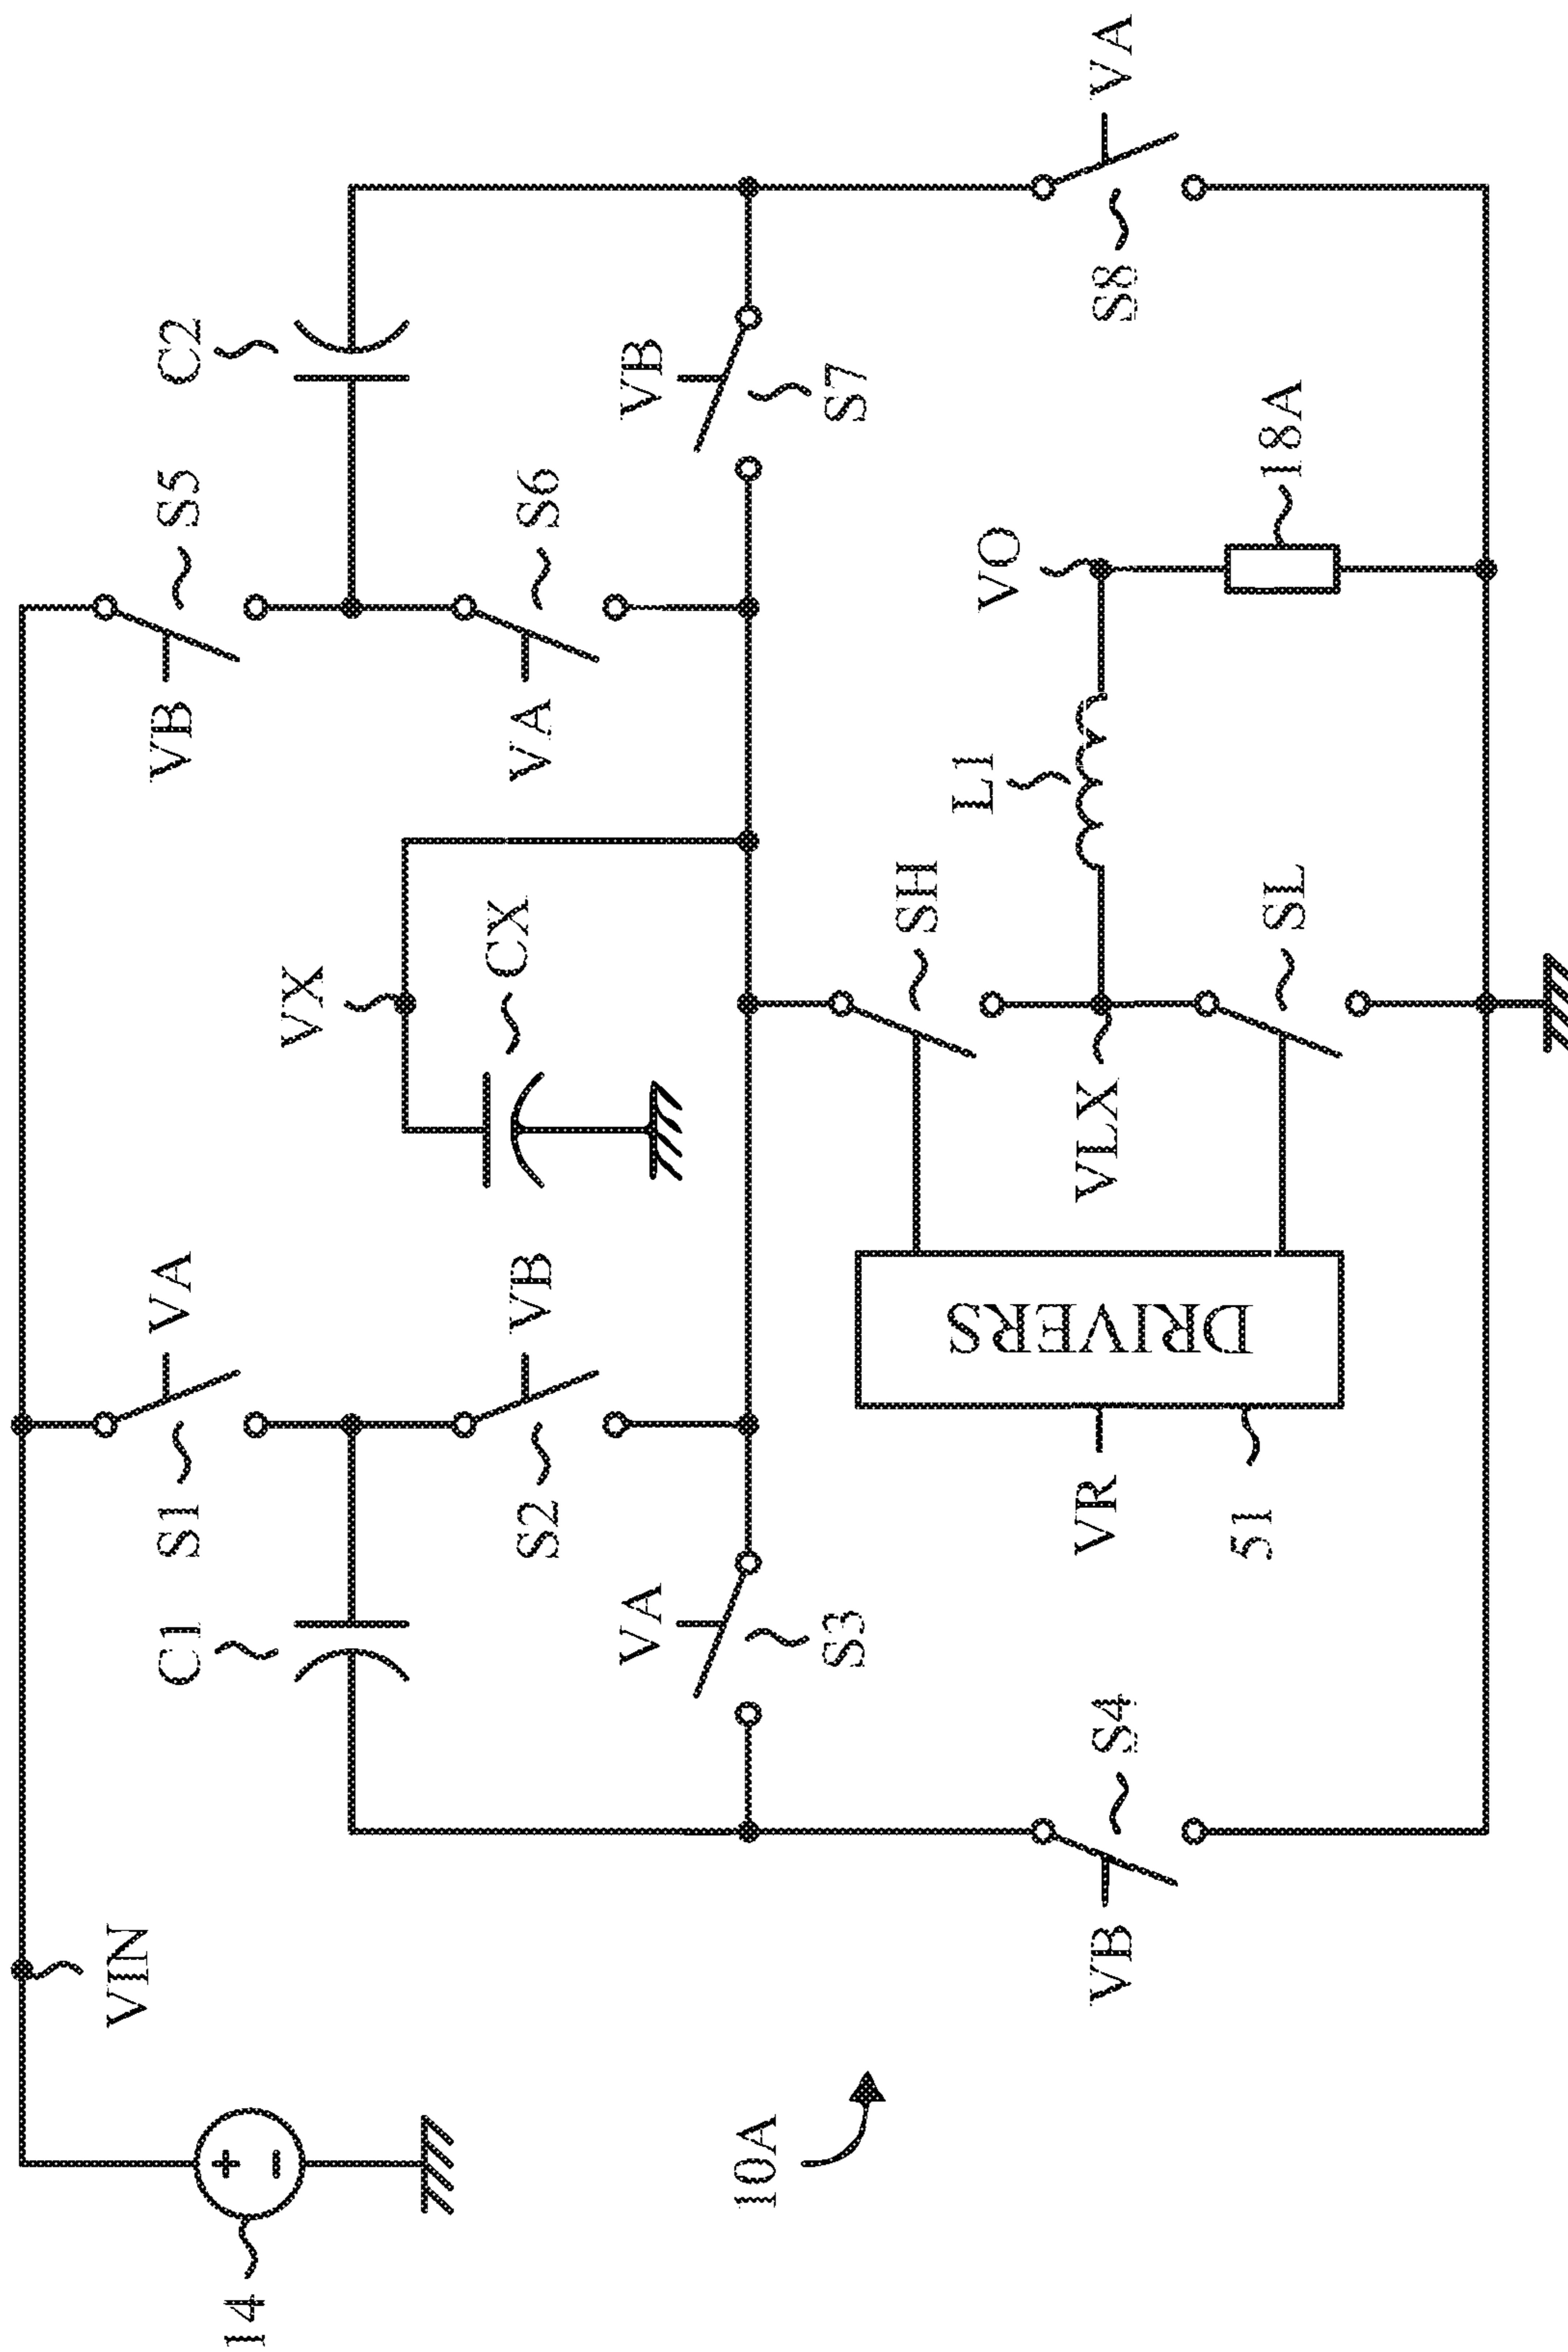 14
VIN
10A
C1
S1
VA
S2
VB
VA
S3
VB
S4
VX
CX
VB
S5
VA
S6
C2
VB
S7
VA
S8
VR
51
DRIVERS
SH
SL
VLX
L1
VO
18A